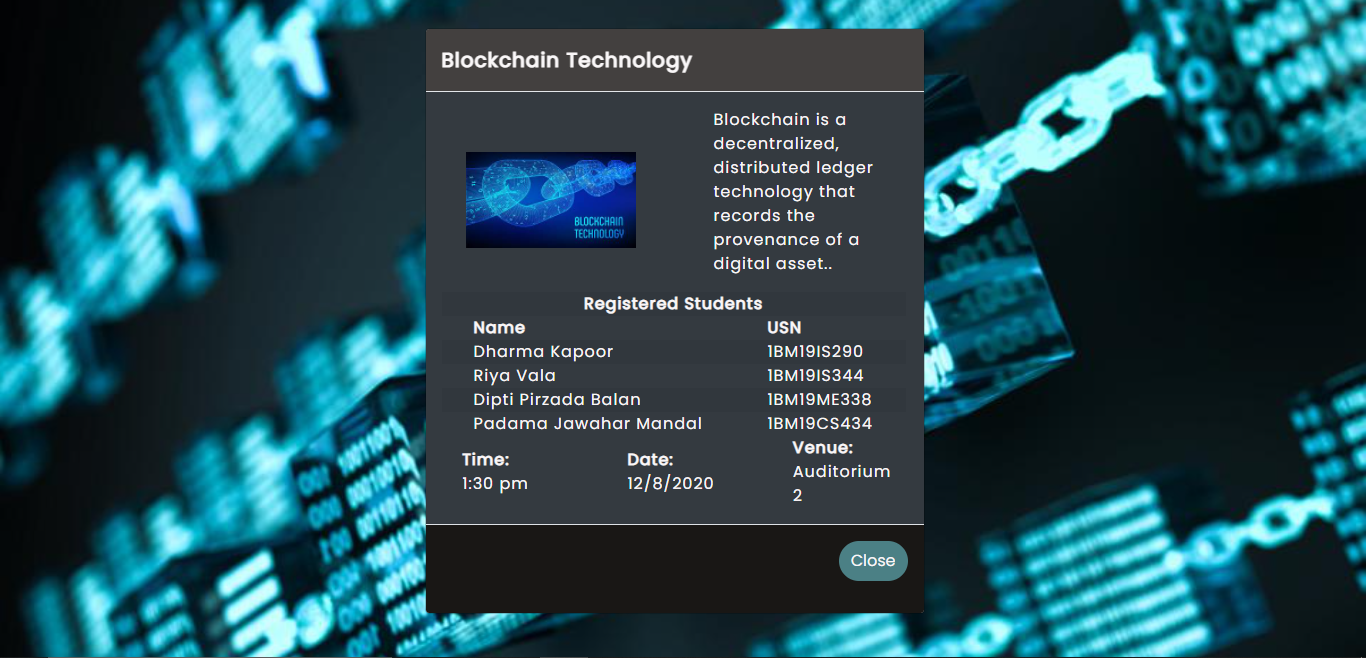 Blockchain Technology
BLOCKCHAIN
TECHNOLOGY
Blockchain is a
decentralized,
distributed ledger
technology that
records the
provenance of a
digital asset..
Registered Students
Name USN
Dharma Kapoor 1BM19IS290
Riya Vala 1BM19IS344
Dipti Pirzada Balan 1BM19ME338
Padama Jawahar Mandal 1BM19CS434
Time: Date: Venue:
1:30 pm 12/8/2020 Auditorium
2
Close